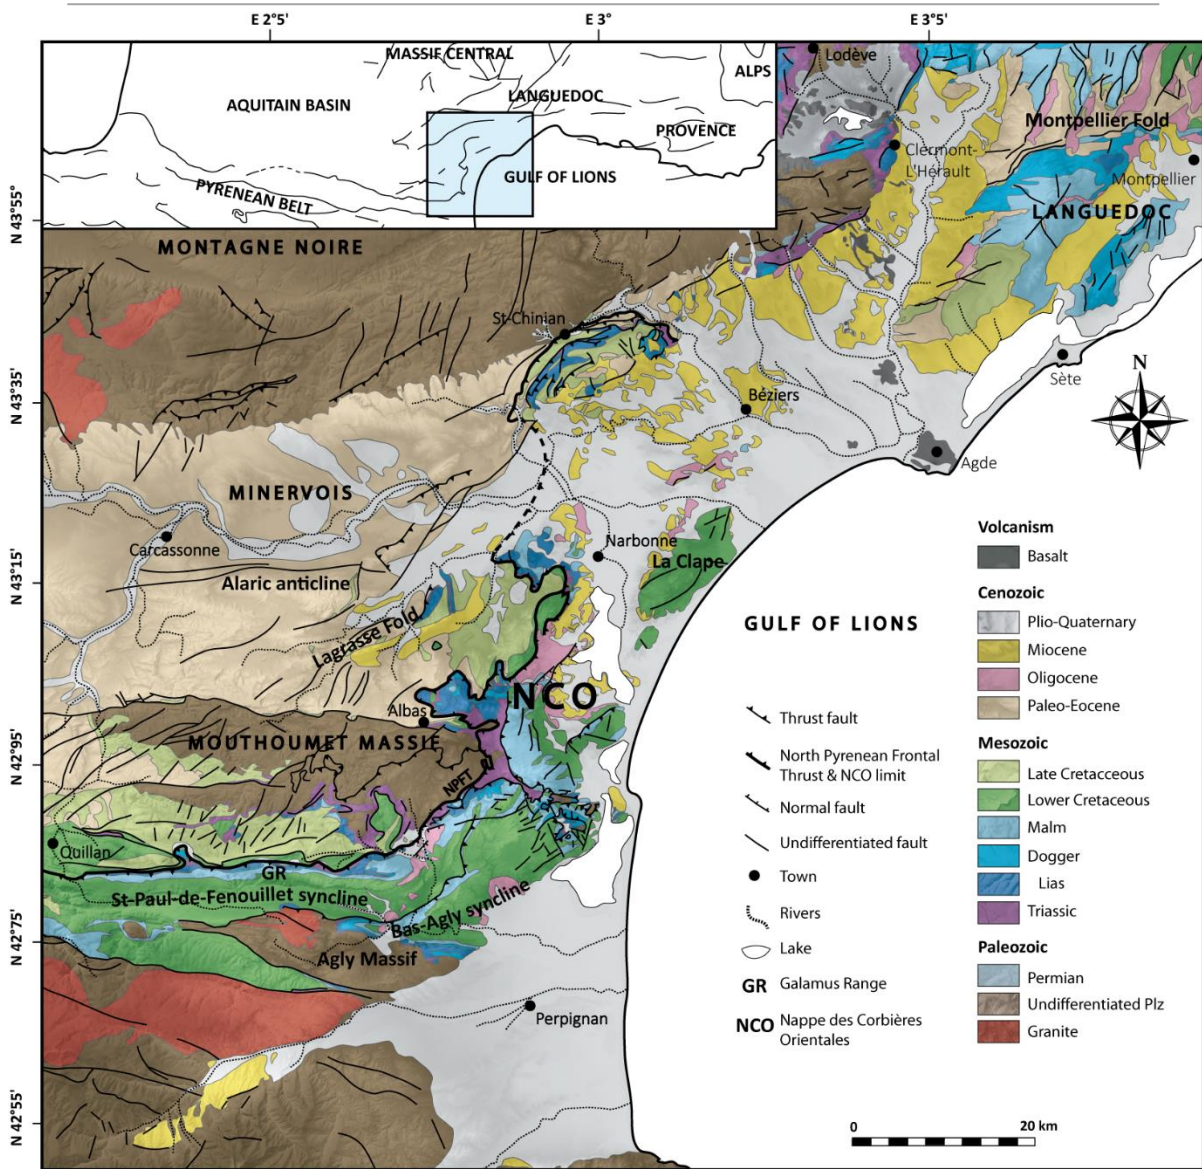 E 2°5'
E 3°
E 3°5'
MASSIF CENTRAL
ALPS
AQUITAIN BASIN
LANGUEDOC
PROVENCE
PYRENEAN BELT
GULF OF LIONS
Lodève
Montpellier Fold
Clermont-
L'Hérault
Montpellier
LANGUEDOC
N 43°55'
MONTAGNE NOIRE
St-Chinian
Sète
N
N 43°35'
Béziers
Agde
MINERVOIS
Carcassonne
Narbonne
La Clape
N 43°15'
Alaric anticline
Lagrasse Fold
GULF OF LIONS
NCO
Albas
MOUTHOUMET MASSIF
N 42°95'
NPFT
Quillan
GR
St-Paul-de-Fenouillet syncline
Bas-Agly syncline
N 42°75'
Agly Massif
Perpignan
N 42°55'
Thrust fault
North Pyrenean Frontal
Thrust & NCO limit
Normal fault
Undifferentiated fault
Town
Rivers
Lake
GR Galamus Range
NCO Nappe des Corbières
Orientales
Volcanism
Basalt
Cenozoic
Plio-Quaternary
Miocene
Oligocene
Paleo-Eocene
Mesozoic
Late Cretacceous
Lower Cretaceous
Malm
Dogger
Lias
Triassic
Paleozoic
Permian
Undifferentiated Plz
Granite
0 20 km